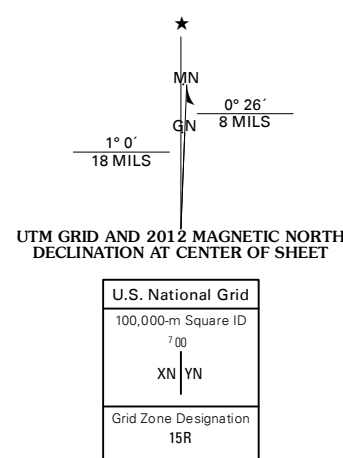 ★
MN
0° 26´
8 MILS
GN
1° 0´
18 MILS
UTM GRID AND 2012 MAGNETIC NORTH
DECLINATION AT CENTER OF SHEET
U.S. National Grid
100,000-m Square ID
7 00
XN YN
Grid Zone Designation
15R